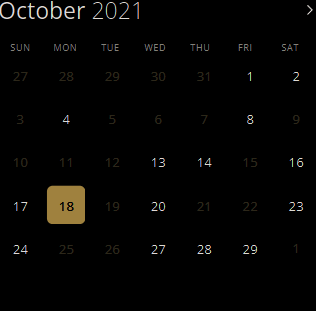 October 2021
SUN MON TUE WED THU FRI SAT
27 28 29 30 31 1 2
3 4 5 6 7 8 9
10 11 12 13 14 15 16
17 18 19 20 21 22 23
24 25 26 27 28 29 1